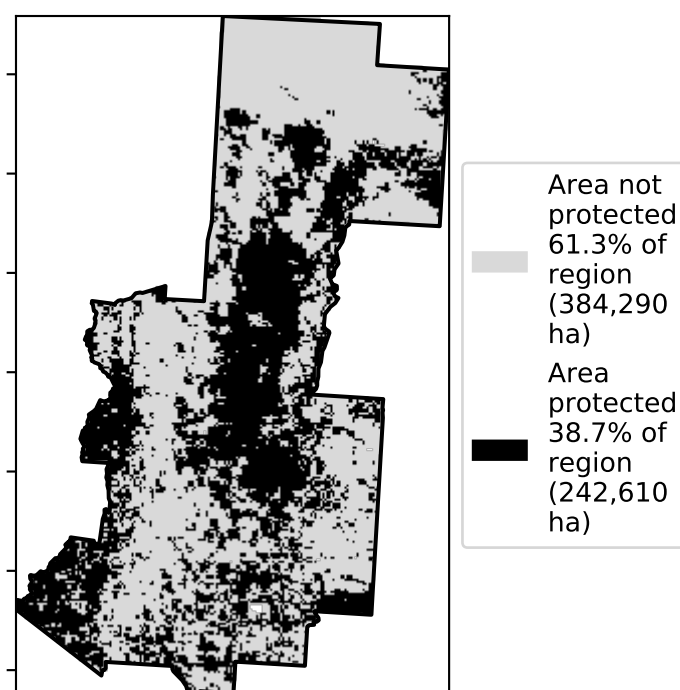 Area not
protected
61.3% of
region
(384,290
ha)
Area
protected
38.7% of
region
(242,610
ha)